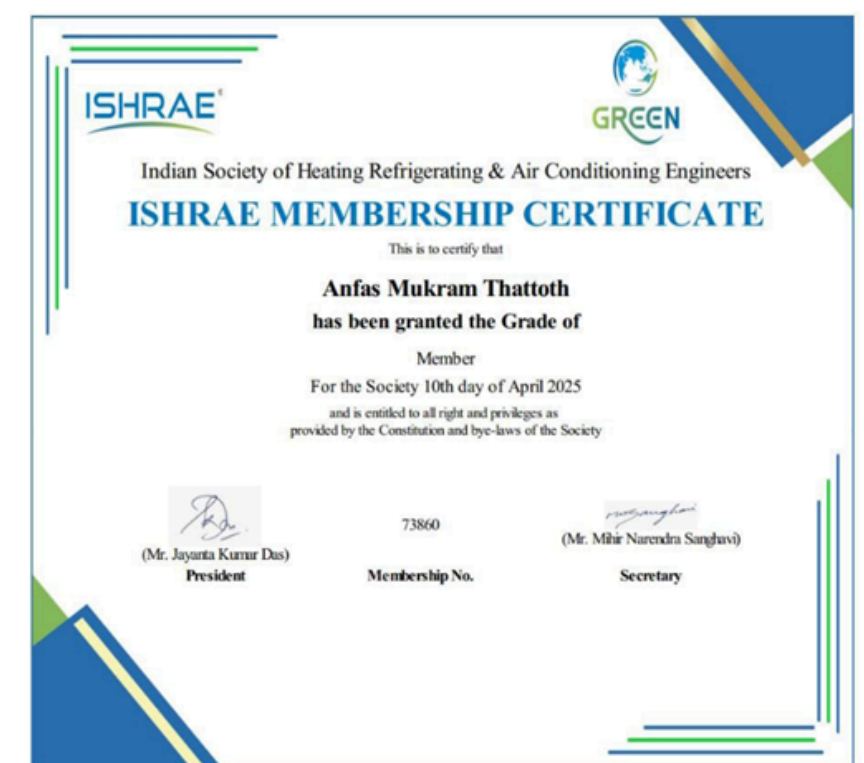 ISHRAE
GREEN
Indian Society of Heating Refrigerating & Air Conditioning Engineers
ISHRAE MEMBERSHIP CERTIFICATE
This is to certify that
Anfas Mukram Thattoth
has been granted the Grade of
Member
For the Society 10th day of April 2025
and is entitled to all right and privileges as
provided by the Constitution and bye-laws of the Society
73860
(Mr. Jayanta Kumar Das)
(Mr. Mihir Narendra Sanghavi)
President
Membership No.
Secretary